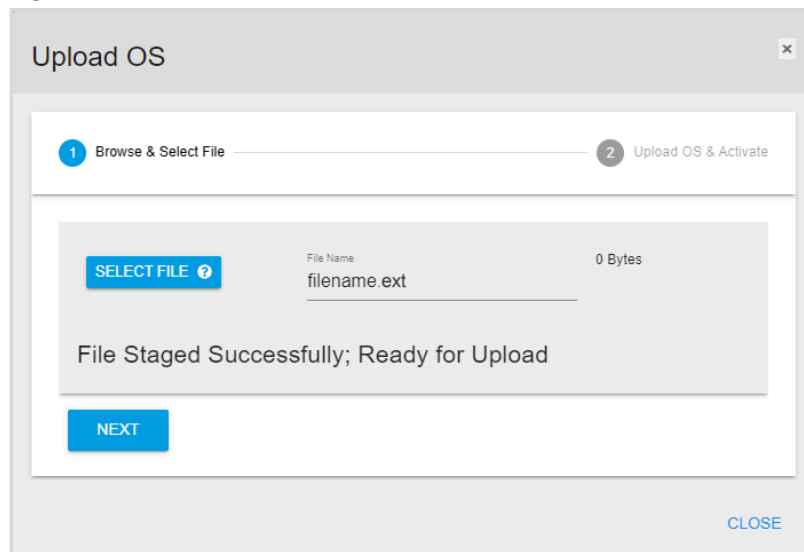 Upload OS
×
1 Browse & Select File
2 Upload OS & Activate
SELECT FILE ?
File Name
filename.ext
0 Bytes
File Staged Successfully; Ready for Upload
NEXT
CLOSE